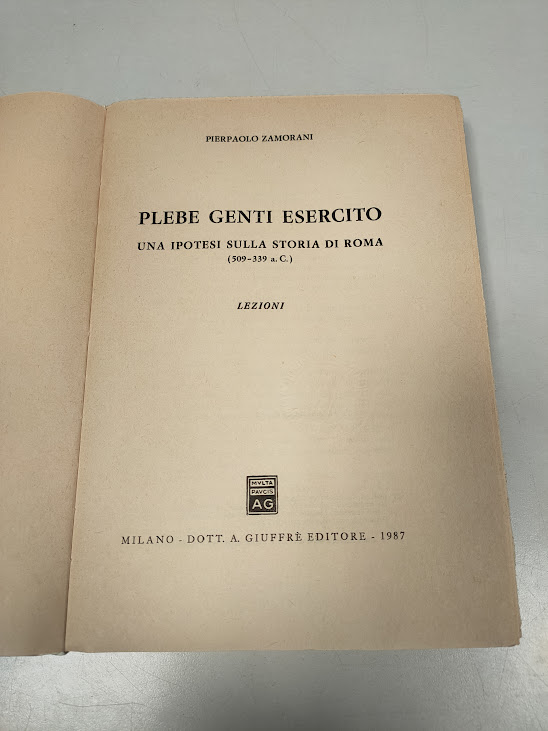 PIERPAOLO ZAMORANI
PLEBE GENTI ESERCITO
UNA IPOTESI SULLA STORIA DI ROMA
(509-339 a. C.)
LEZIONI
MVLTA
PAVCIS
AG
MILANO - DOTT. A. GIUFFRÈ EDITORE - 1987